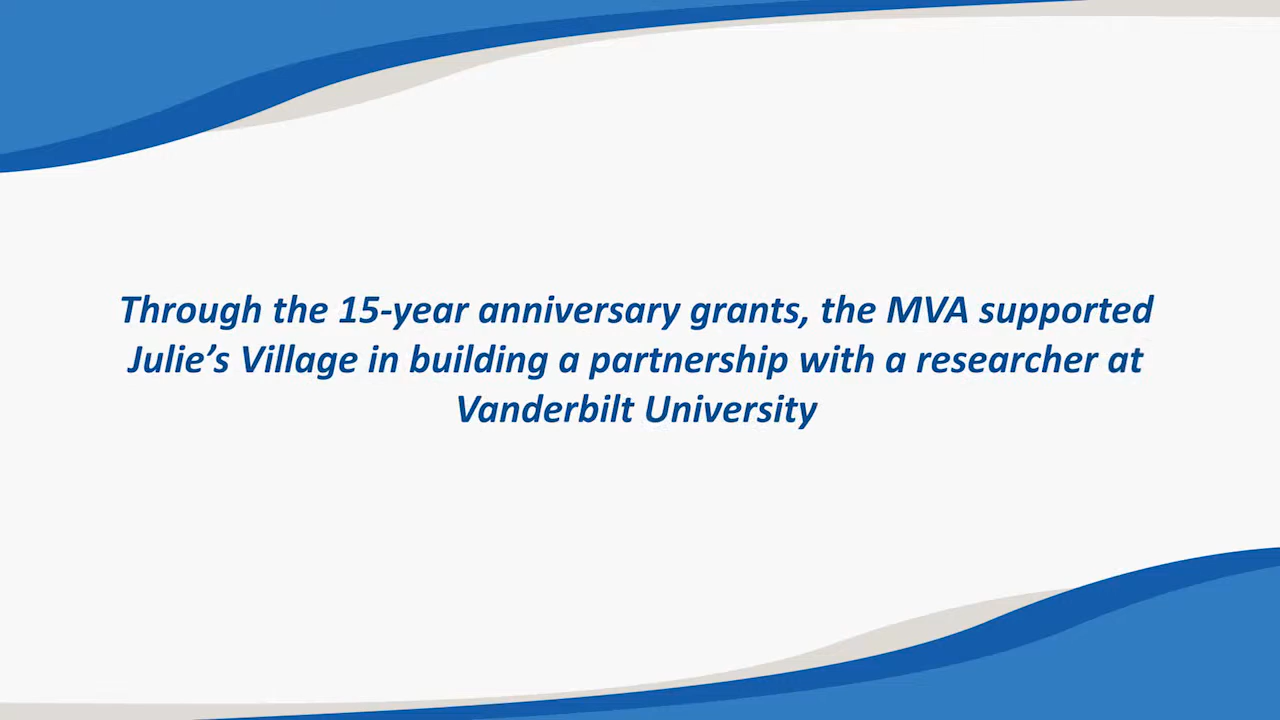 Through the 15-year anniversary grants, the MVA supported
Julie’s Village in building a partnership with a researcher at
Vanderbilt University